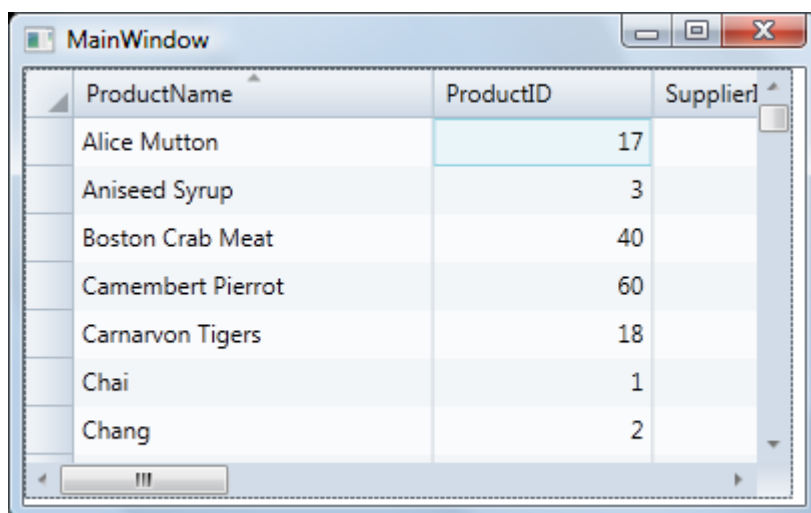 MainWindow
ProductName ProductID SupplierI
Alice Mutton 17
Aniseed Syrup 3
Boston Crab Meat 40
Camembert Pierrot 60
Carnarvon Tigers 18
Chai 1
Chang 2